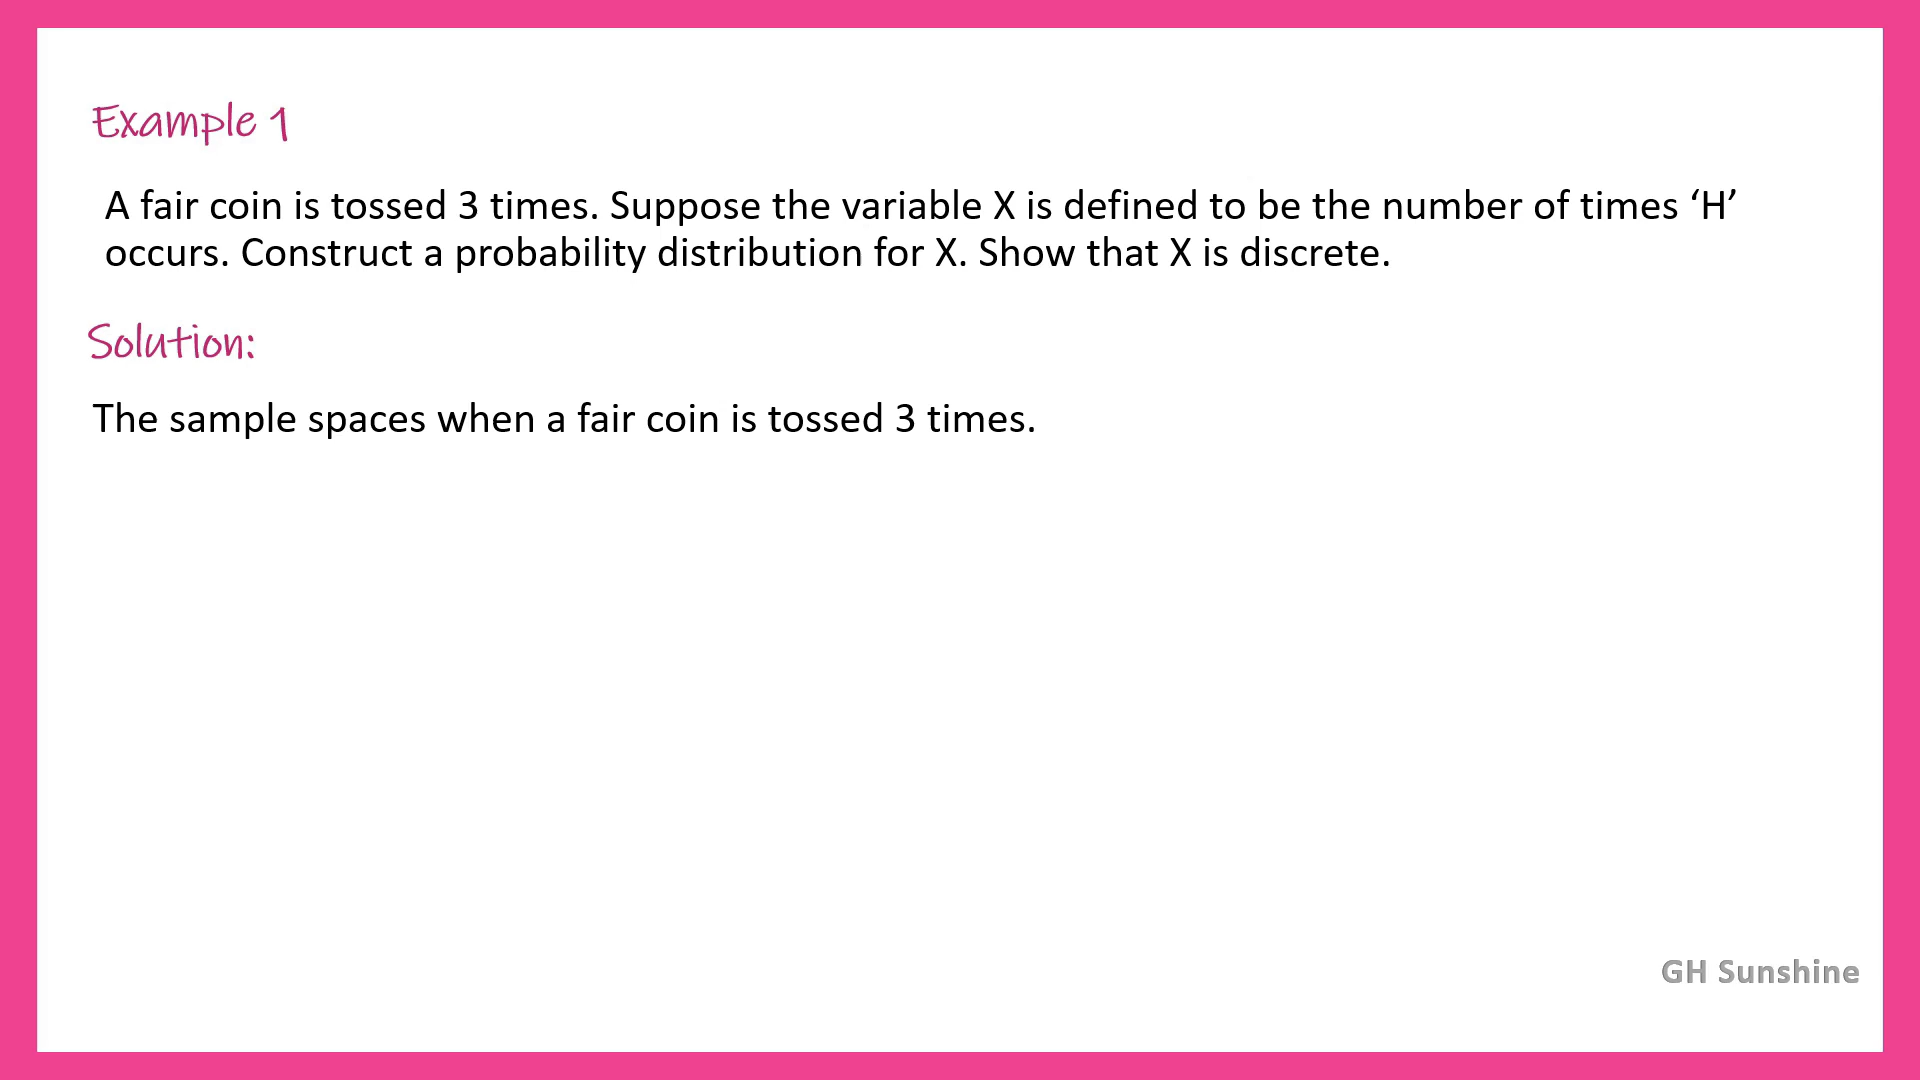 Example 1
A fair coin is tossed 3 times. Suppose the variable X is defined to be the number of times ‘H’
occurs. Construct a probability distribution for X. Show that X is discrete.
Solution:
The sample spaces when a fair coin is tossed 3 times.
GH Sunshine